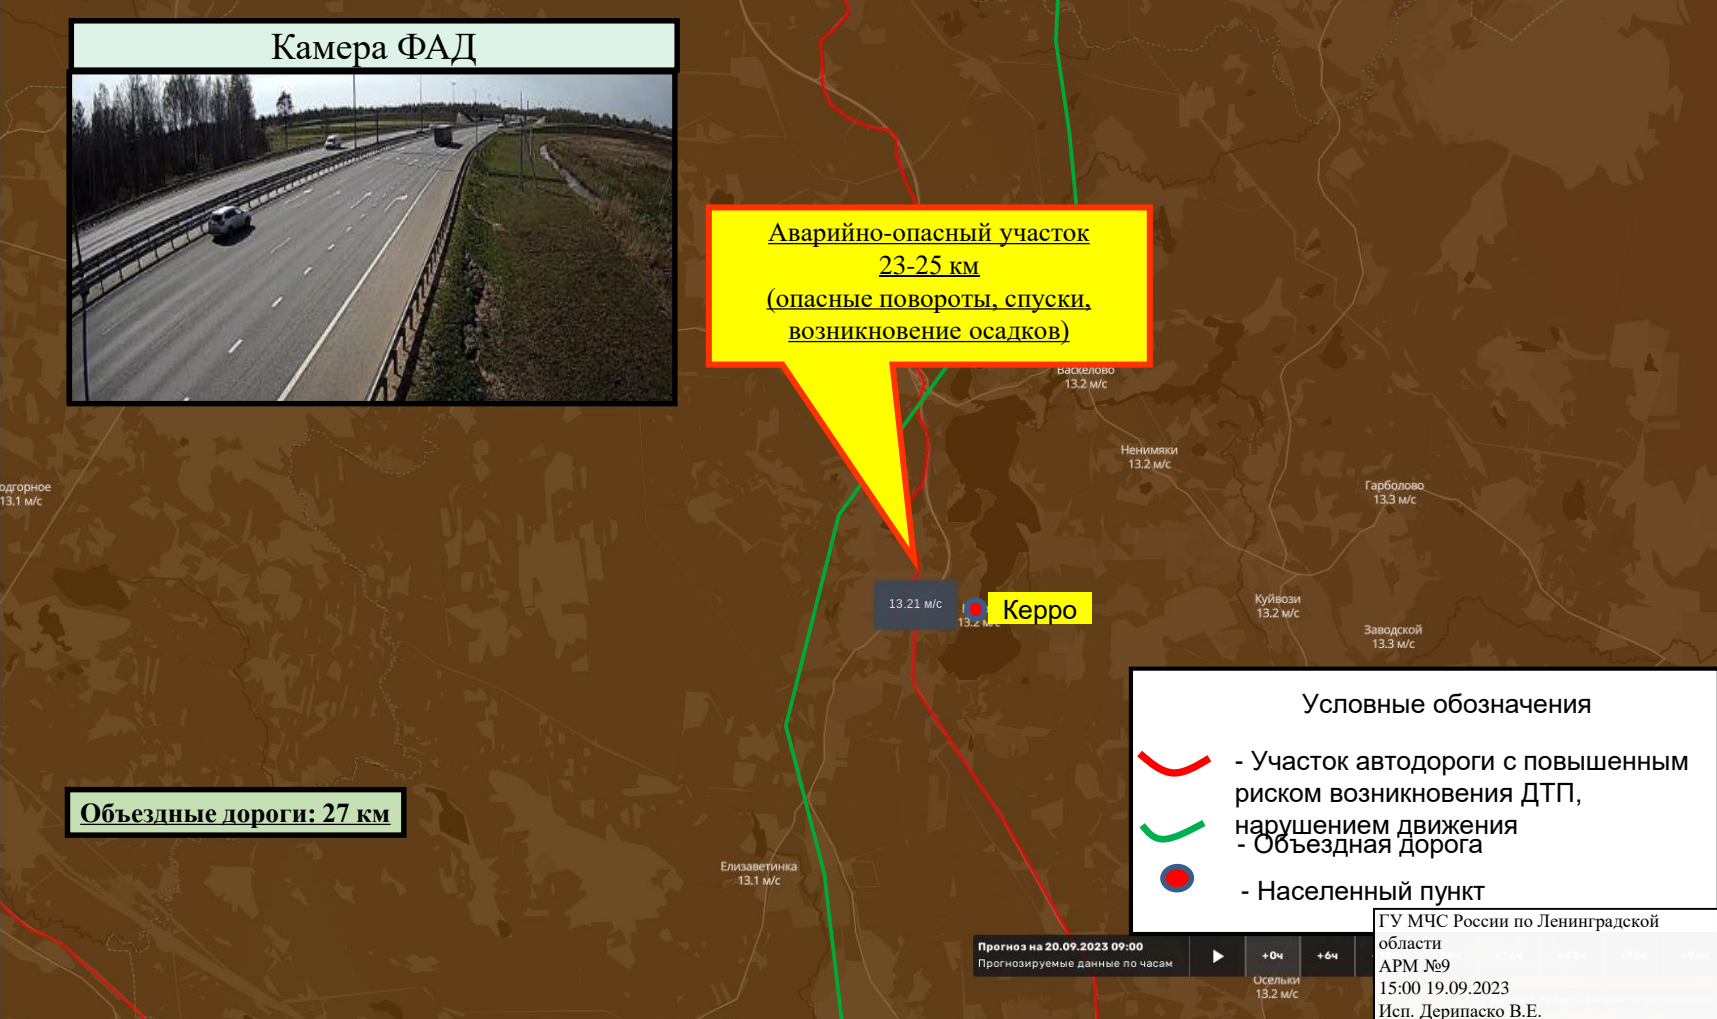 Камера ФАД
Аварийно-опасный участок
23-25 км
(опасные повороты, спуски,
возникновение осадков)
Васкелово
13.2 м/с
Ненимяки
13.2 м/с
13.1 м/с
Гарболово
13.3 м/с
13.21 м/с
13.2
Керро
Куйвози
13.2 м/с
Заводской
13.3 м/с
Условные обозначения
- Участок автодороги с повышенным
риском возникновения ДТП,
нарушением движения
- Объездная дорога
- Населенный пункт
Объездные дороги: 27 км
Елизаветинка
13.1 м/с
Прогноз на 20.09.2023 09:00
Прогнозируемые данные по часам
+0ч
+6ч
Осельки
13.2 м/с
ГУ МЧС России по Ленинградской
области
АРМ №9
15:00 19.09.2023
Исп. Дерипаско В.Е.